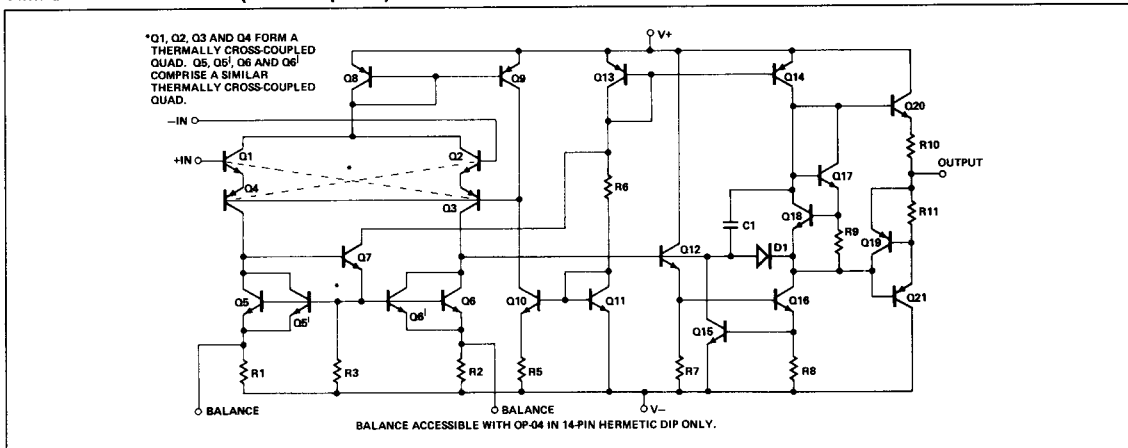 *Q1, Q2, Q3 AND Q4 FORM A
THERMALLY CROSS-COUPLED
QUAD. Q5, Q5|, Q6 AND Q6|
COMPRISE A SIMILAR
THERMALLY CROSS-COUPLED
QUAD.
V+
Q8
Q9
Q13
Q14
Q20
–IN
R10
+IN
Q1
*
Q2
Q17
OUTPUT
R6
Q4
Q3
Q18
R11
C1
R9
Q19
Q7
Q12
D1
*
Q5
Q5|
Q6|
Q6
Q10
Q11
Q16
Q21
Q15
R1
R3
R2
R5
R7
R8
BALANCE
BALANCE
V–
BALANCE ACCESSIBLE WITH OP-04 IN 14-PIN HERMETIC DIP ONLY.